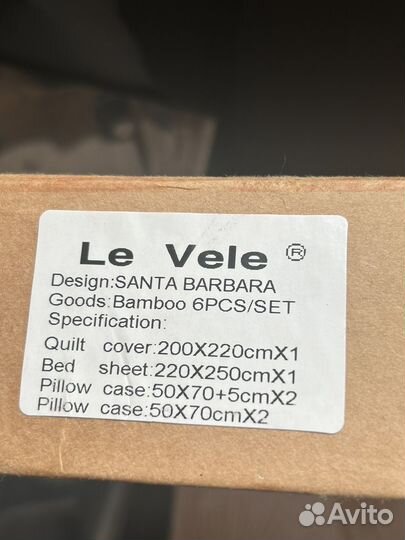 Le Vele ®
Design:SANTA BARBARA
Goods:Bamboo 6PCS/SET
Specification:
Quilt cover:200X220cmX1
Bed sheet:220X250cmX1
Pillow case:50X70+5cmX2
Pillow case:50X70cmX2
Avito